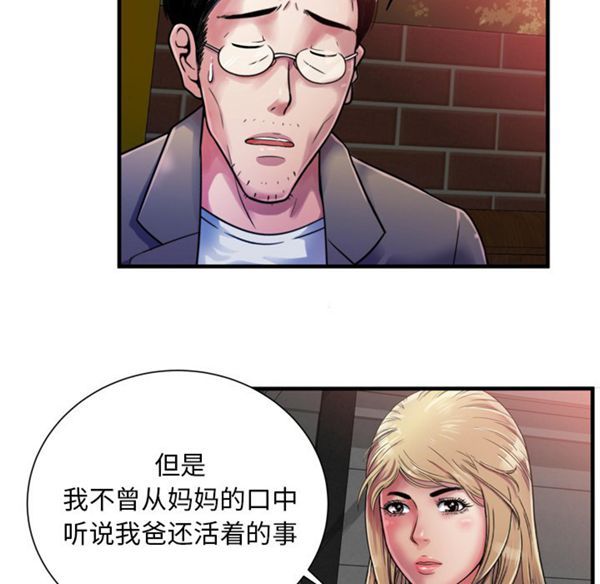 但是
我不曾从妈妈的口中
听说我爸还活着的事